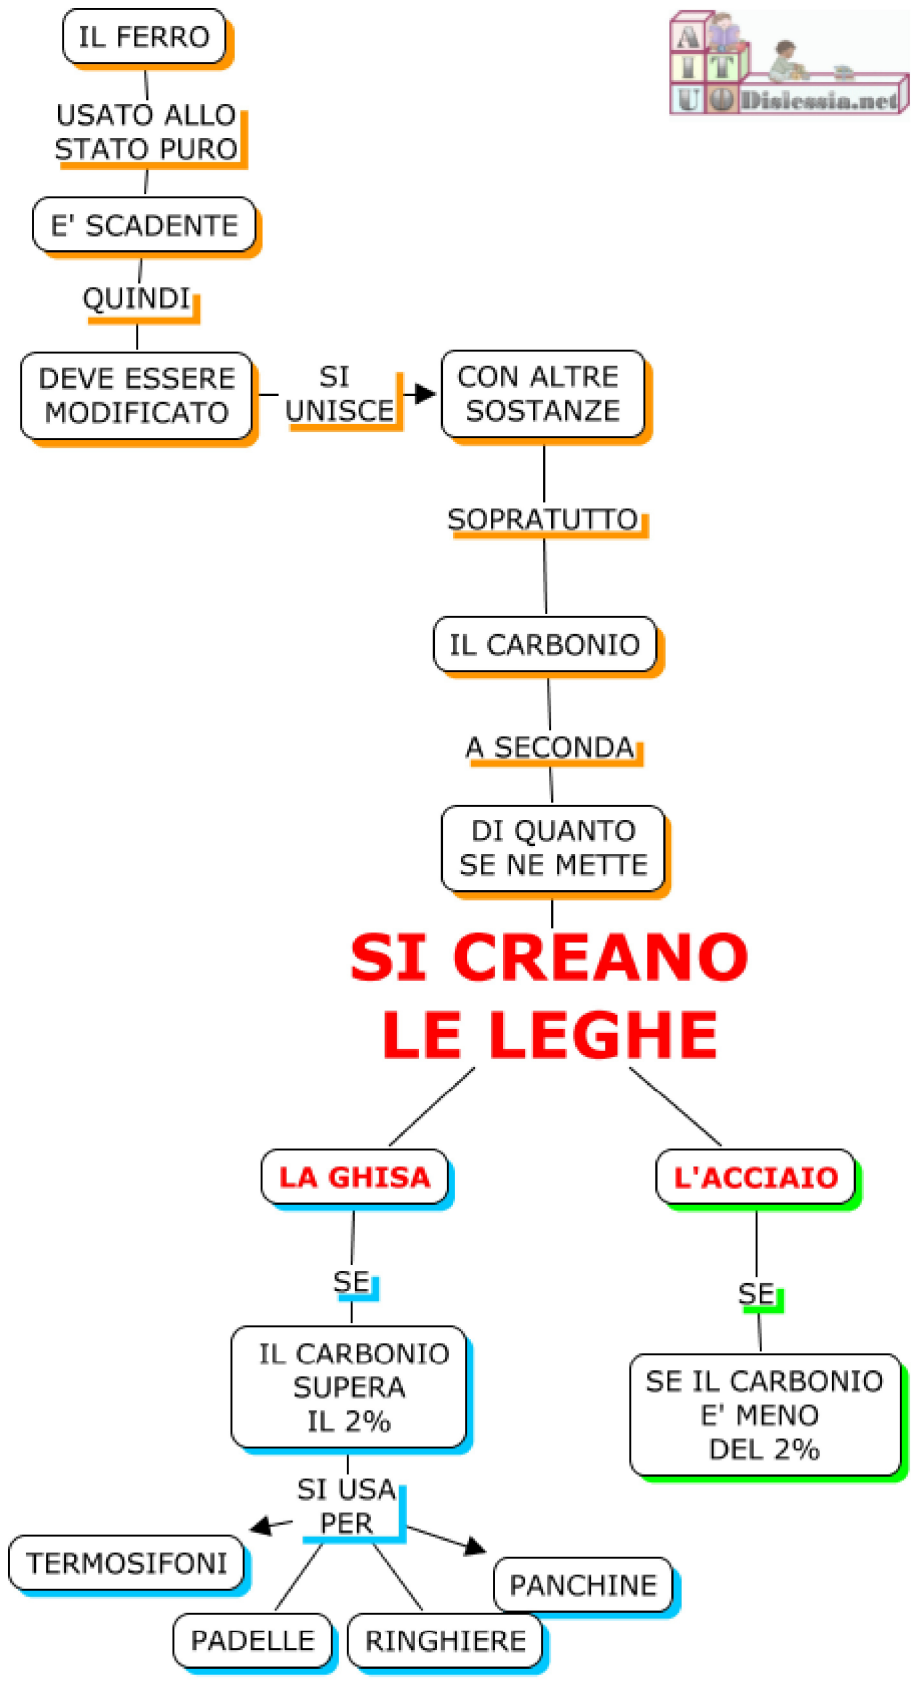 IL FERRO
A
I T
U O Dislessia.net
USATO ALLO
STATO PURO
E' SCADENTE
QUINDI
DEVE ESSERE
MODIFICATO
SI
UNISCE
CON ALTRE
SOSTANZE
SOPRATUTTO
IL CARBONIO
A SECONDA
DI QUANTO
SE NE METTE
SI CREANO
LE LEGHE
LA GHISA
SE
IL CARBONIO
SUPERA
IL 2%
SI USA
PER
TERMOSIFONI
PADELLE
RINGHIERE
PANCHINE
L'ACCIAIO
SE
SE IL CARBONIO
E' MENO
DEL 2%